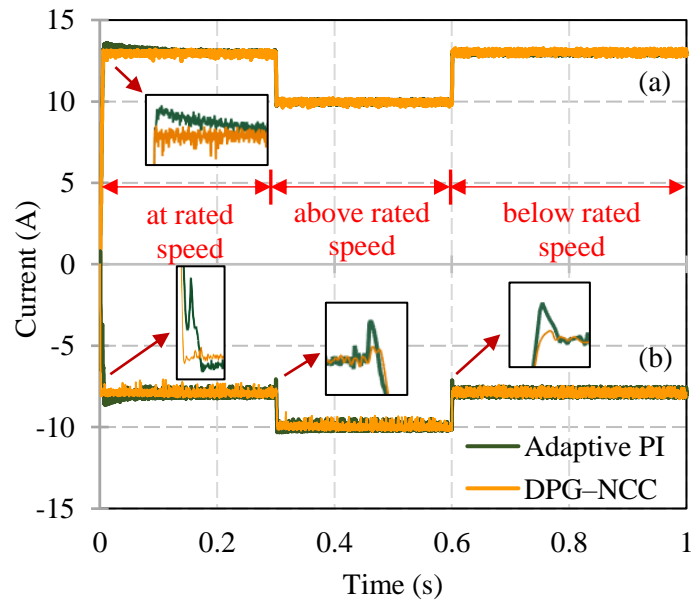 15
(a)
10
5
at rated
speed
above rated
speed
below rated
speed
0
Current (A)
-5
(b)
-10
Adaptive PI
DPG–NCC
-15
0
0.2
0.4
0.6
0.8
1
Time (s)